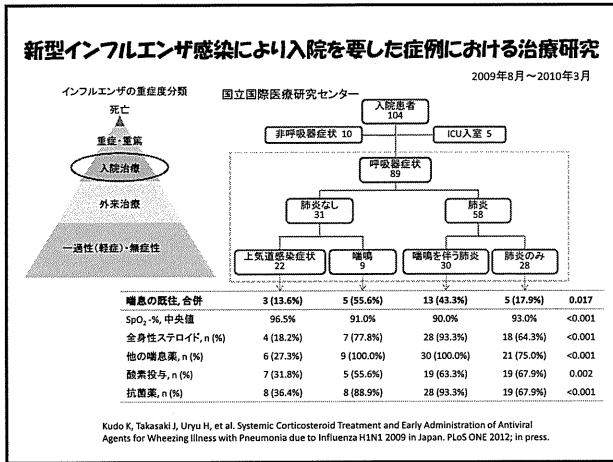 新型インフルエンザ感染により入院を要した症例における治療研究
2009年8月～2010年3月
インフルエンザの重症度分類
死亡
重症・重篤
入院治療
外来治療
一過性(軽症)・無症性
国立国際医療研究センター
入院患者
104
非呼吸器症状 10
ICU入室 5
呼吸器症状
89
肺炎なし
31
肺炎
58
上気道感染症状
22
喘鳴
9
喘鳴を伴う肺炎
30
肺炎のみ
28
喘息の既往, 合併 3 (13.6%) 5 (55.6%) 13 (43.3%) 5 (17.9%) 0.017
SpO₂-%, 中央値 96.5% 91.0% 90.0% 93.0% <0.001
全身性ステロイド, n (%) 4 (18.2%) 7 (77.8%) 28 (93.3%) 18 (64.3%) <0.001
他の喘息薬, n (%) 6 (27.3%) 9 (100.0%) 30 (100.0%) 21 (75.0%) <0.001
酸素投与, n (%) 7 (31.8%) 5 (55.6%) 19 (63.3%) 19 (67.9%) 0.002
抗菌薬, n (%) 8 (36.4%) 8 (88.9%) 28 (93.3%) 19 (67.9%) <0.001
Kudo K, Takasaki J, Uryu H, et al. Systemic Corticosteroid Treatment and Early Administration of Antiviral
Agents for Wheezing Illness with Pneumonia due to Influenza H1N1 2009 in Japan. PLoS ONE 2012; in press.